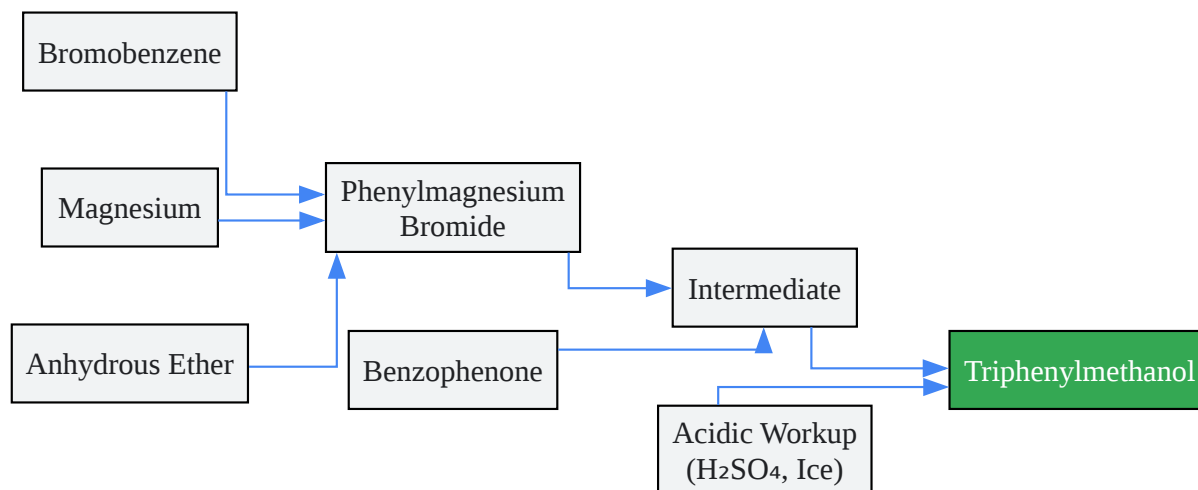 Bromobenzene
Magnesium
Phenylmagnesium
Bromide
Intermediate
Anhydrous Ether
Benzophenone
Triphenylmethanol
Acidic Workup
(H₂SO₄, Ice)